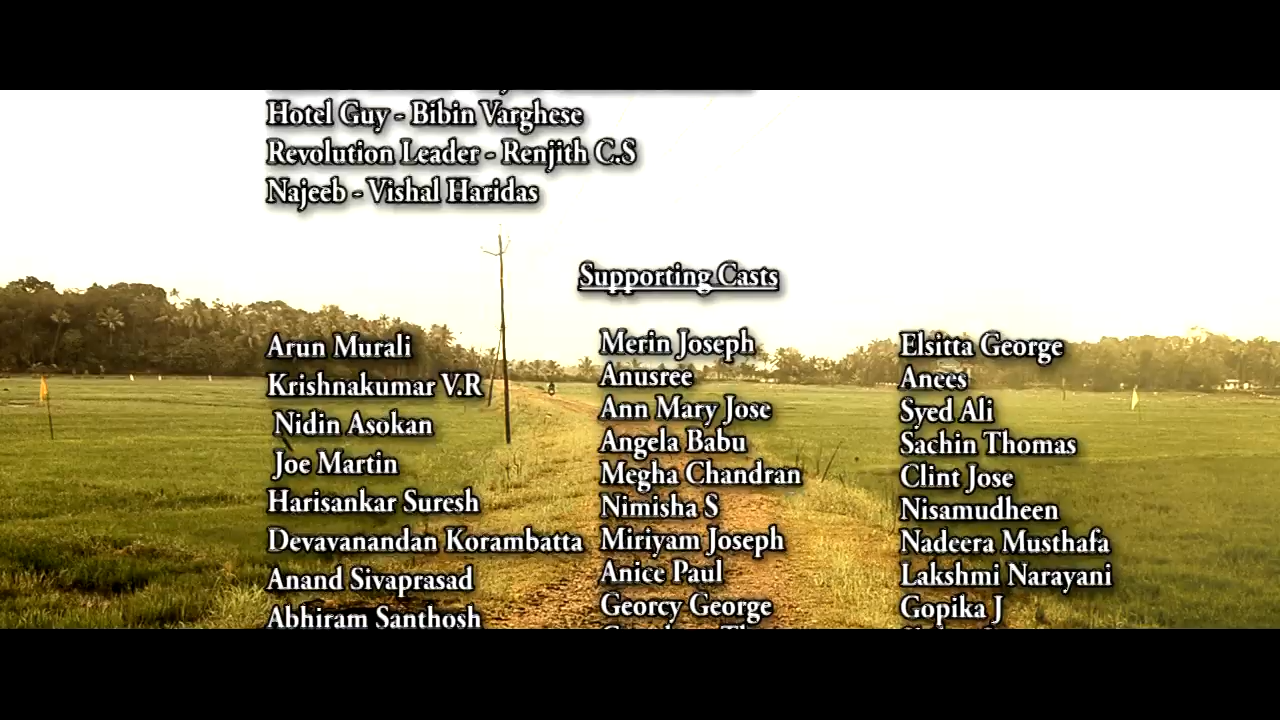 Hotel Guy - Bibin Varghese
Revolution Leader - Renjith C.S
Najeeb - Vishal Haridas
Supporting Casts
Arun Murali
Krishnakumar V.R
Nidin Asokan
Joe Martin
Harisankar Suresh
Devavanandan Korambatta
Anand Sivaprasad
Abhiram Santhosh
Merin Joseph
Anusree
Ann Mary Jose
Angela Babu
Megha Chandran
Nimisha S
Miriyam Joseph
Anice Paul
Georcy George
Elsitta George
Anees
Syed Ali
Sachin Thomas
Clint Jose
Nisamudheen
Nadeera Musthafa
Lakshmi Narayani
Gopika J